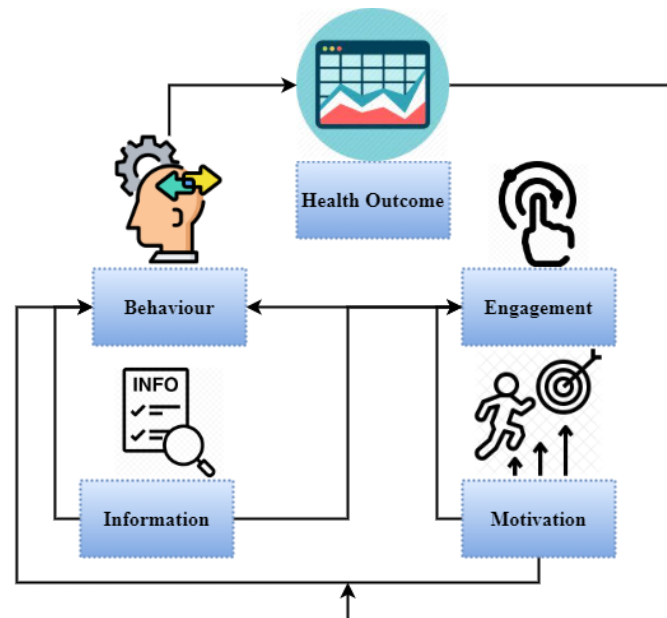 Health Outcome
Behaviour
Engagement
INFO
Information
Motivation